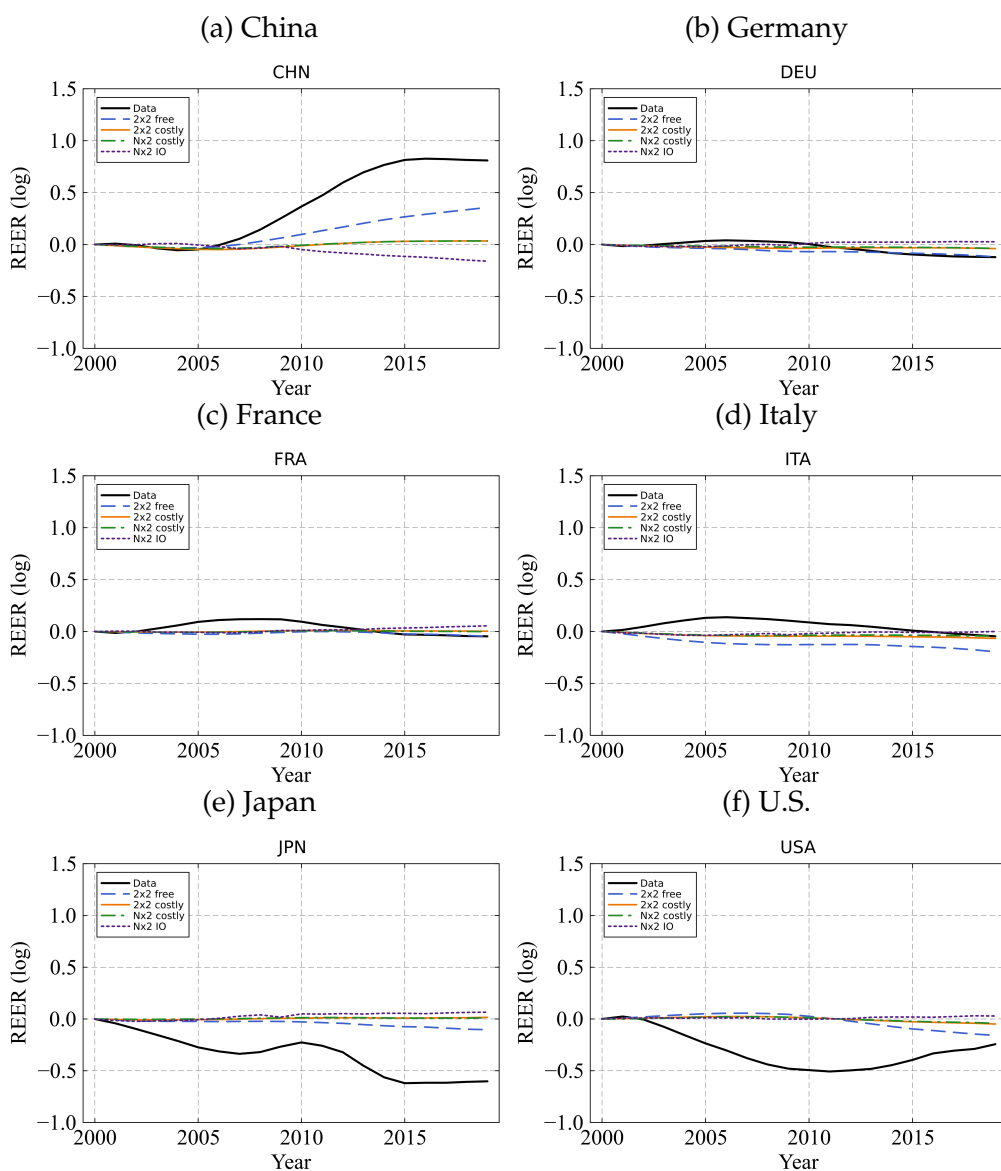 (a) China
CHN
1.5
1.0
0.5
0.0
−0.5
−1.0
REER (log)
Data
2x2 free
2x2 costly
Nx2 costly
Nx2 IO
2000 2005 2010 2015
Year
(b) Germany
DEU
1.5
1.0
0.5
0.0
−0.5
−1.0
REER (log)
Data
2x2 free
2x2 costly
Nx2 costly
Nx2 IO
2000 2005 2010 2015
Year
(c) France
FRA
1.5
1.0
0.5
0.0
−0.5
−1.0
REER (log)
Data
2x2 free
2x2 costly
Nx2 costly
Nx2 IO
2000 2005 2010 2015
Year
(d) Italy
ITA
1.5
1.0
0.5
0.0
−0.5
−1.0
REER (log)
Data
2x2 free
2x2 costly
Nx2 costly
Nx2 IO
2000 2005 2010 2015
Year
(e) Japan
JPN
1.5
1.0
0.5
0.0
−0.5
−1.0
REER (log)
Data
2x2 free
2x2 costly
Nx2 costly
Nx2 IO
2000 2005 2010 2015
Year
(f) U.S.
USA
1.5
1.0
0.5
0.0
−0.5
−1.0
REER (log)
Data
2x2 free
2x2 costly
Nx2 costly
Nx2 IO
2000 2005 2010 2015
Year